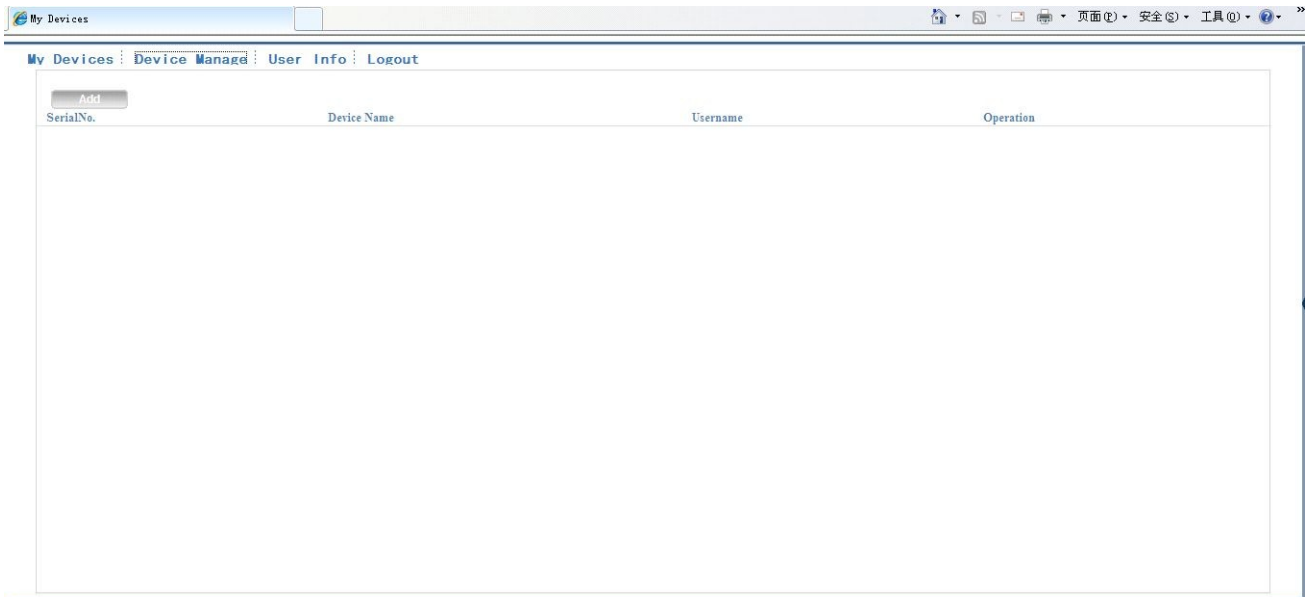 My Devices 页面(P) 安全(S) 工具(O) »
My Devices Device Manage User Info Logout
Add
SerialNo. Device Name Username Operation